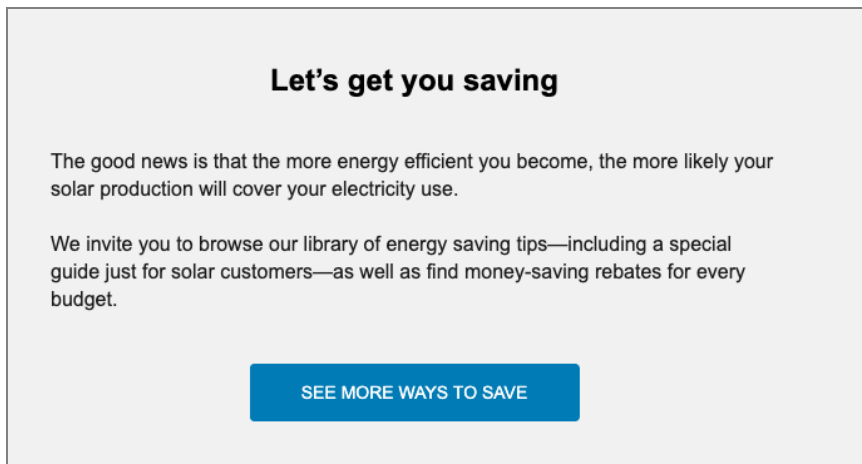 Let’s get you saving
The good news is that the more energy efficient you become, the more likely your
solar production will cover your electricity use.
We invite you to browse our library of energy saving tips—including a special
guide just for solar customers—as well as find money-saving rebates for every
budget.
SEE MORE WAYS TO SAVE